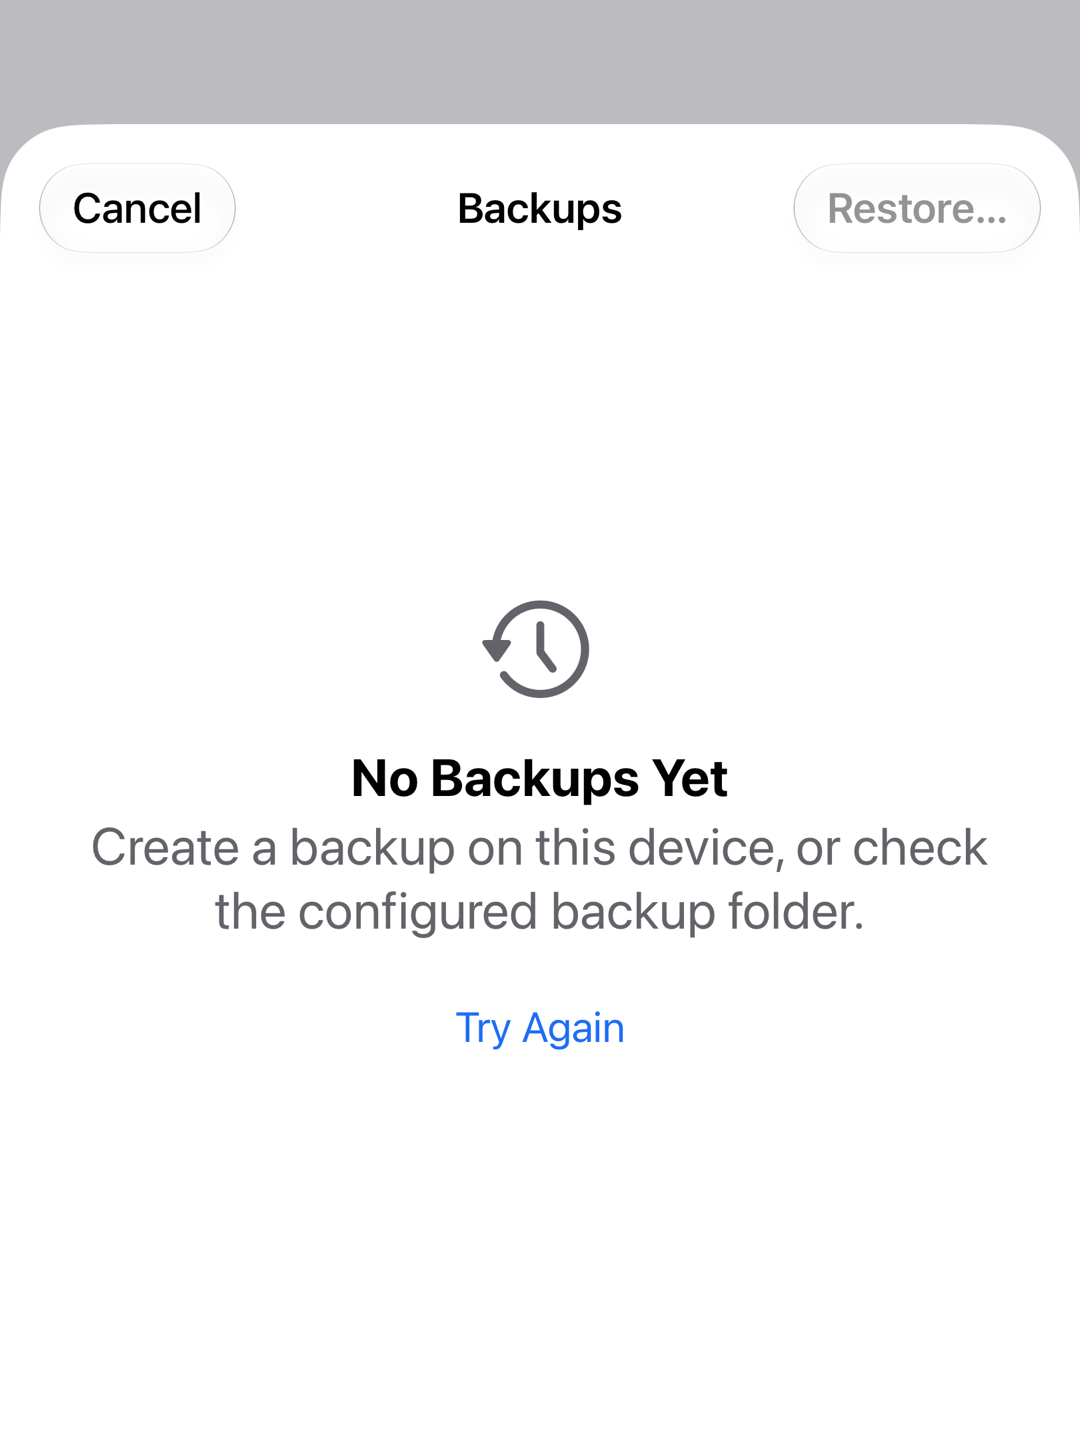 Cancel
Backups
Restore...
No Backups Yet
Create a backup on this device, or check
the configured backup folder.
Try Again